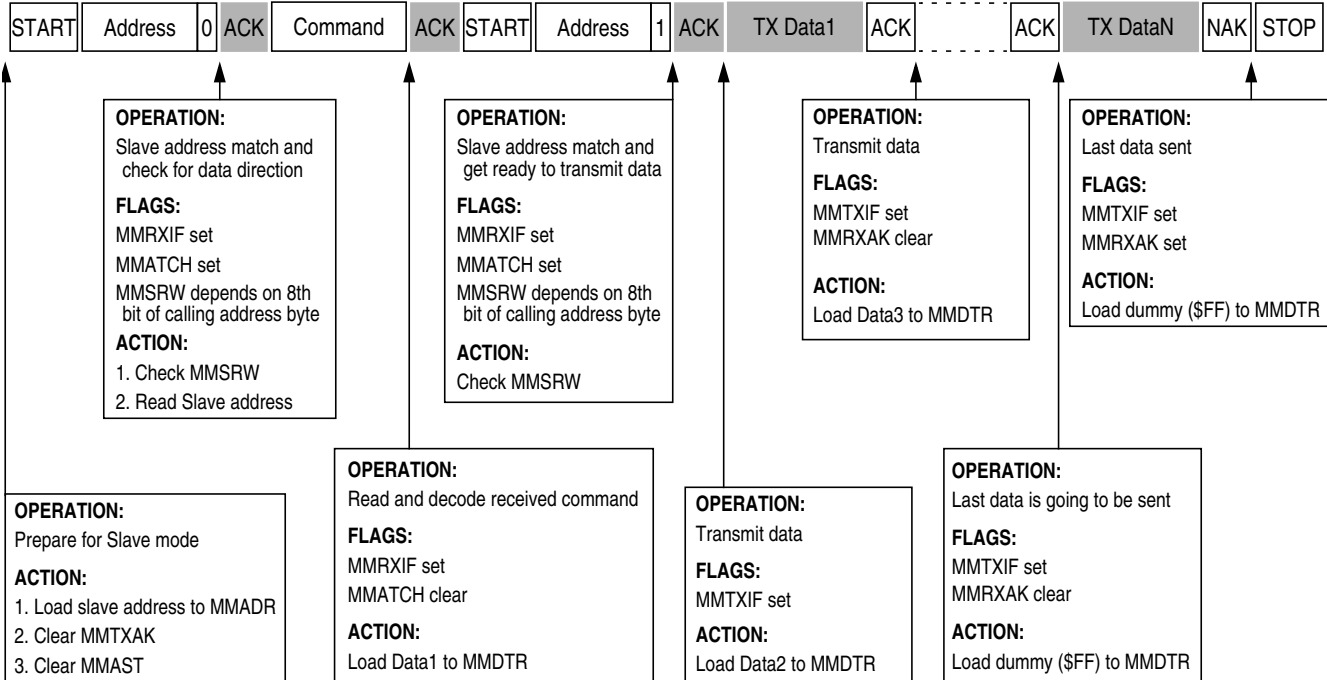 START Address 0 ACK Command ACK START Address 1 ACK TX Data1 ACK ACK TX DataN NAK STOP
OPERATION:
Slave address match and
check for data direction
FLAGS:
MMRXIF set
MMATCH set
MMSRW depends on 8th
bit of calling address byte
ACTION:
1. Check MMSRW
2. Read Slave address
OPERATION:
Slave address match and
get ready to transmit data
FLAGS:
MMRXIF set
MMATCH set
MMSRW depends on 8th
bit of calling address byte
ACTION:
Check MMSRW
OPERATION:
Transmit data
FLAGS:
MMTXIF set
MMRXAK clear
ACTION:
Load Data3 to MMDTR
OPERATION:
Last data sent
FLAGS:
MMTXIF set
MMRXAK set
ACTION:
Load dummy ($FF) to MMDTR
OPERATION:
Prepare for Slave mode
ACTION:
1. Load slave address to MMADR
2. Clear MMTXAK
3. Clear MMAST
OPERATION:
Read and decode received command
FLAGS:
MMRXIF set
MMATCH clear
ACTION:
Load Data1 to MMDTR
OPERATION:
Transmit data
FLAGS:
MMTXIF set
ACTION:
Load Data2 to MMDTR
OPERATION:
Last data is going to be sent
FLAGS:
MMTXIF set
MMRXAK clear
ACTION:
Load dummy ($FF) to MMDTR